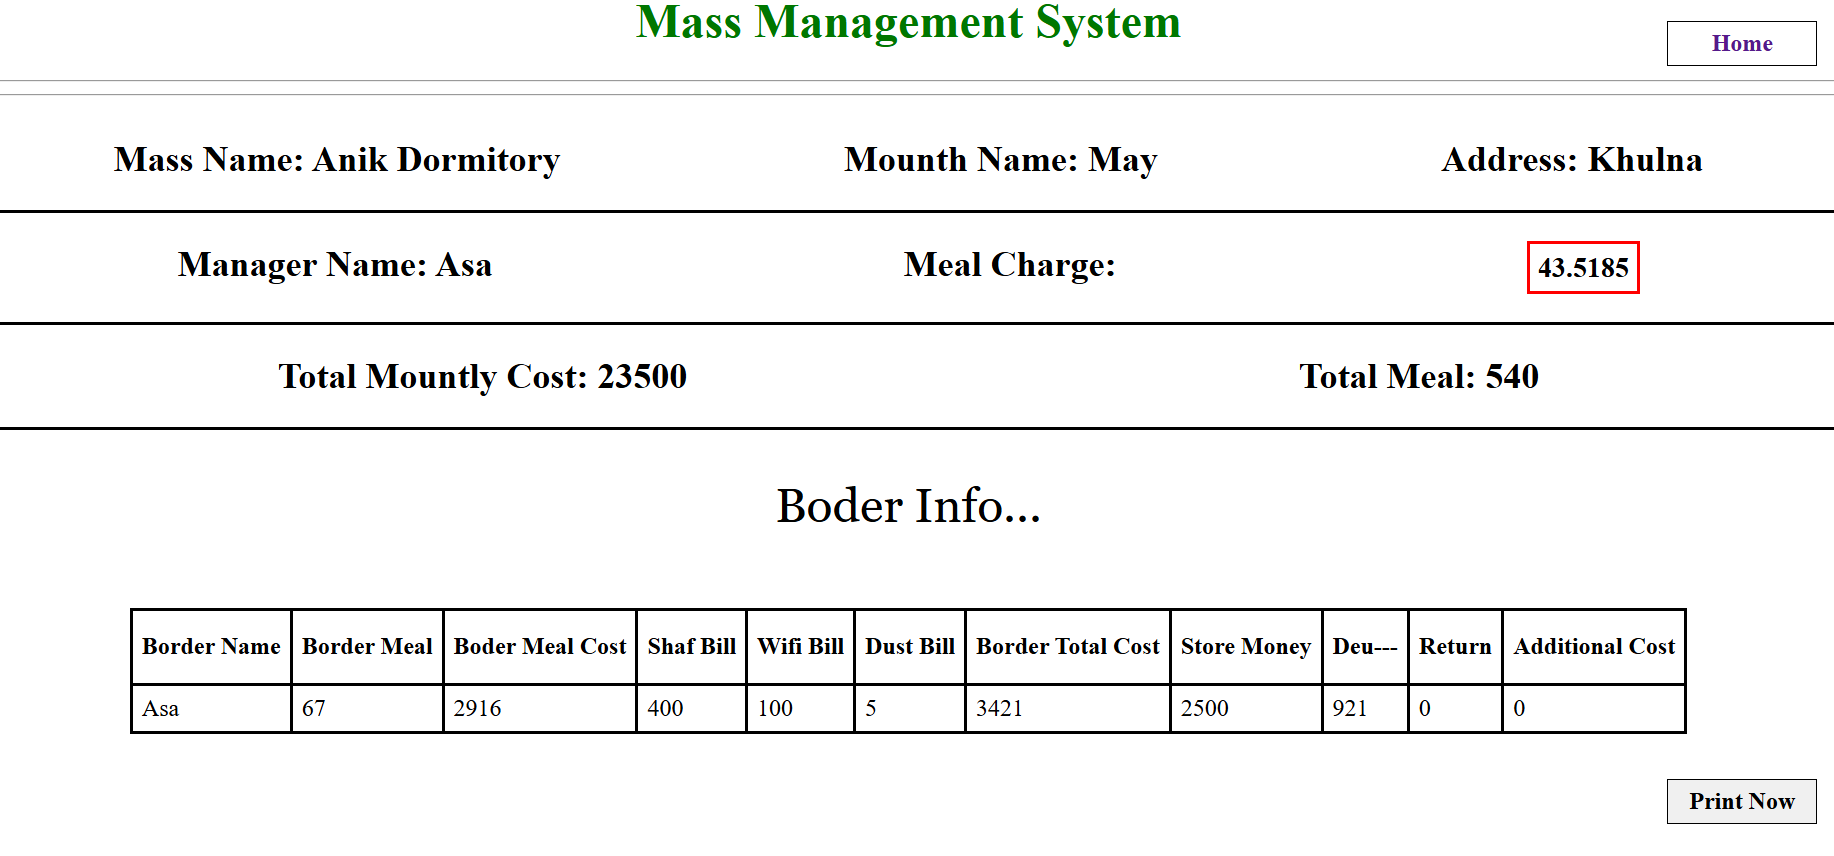 Mass Management System
Home
Mass Name: Anik Dormitory Mounth Name: May Address: Khulna
Manager Name: Asa Meal Charge: 43.5185
Total Mountly Cost: 23500 Total Meal: 540
Boder Info...
Border Name Border Meal Boder Meal Cost Shaf Bill Wifi Bill Dust Bill Border Total Cost Store Money Deu--- Return Additional Cost
Asa 67 2916 400 100 5 3421 2500 921 0 0
Print Now